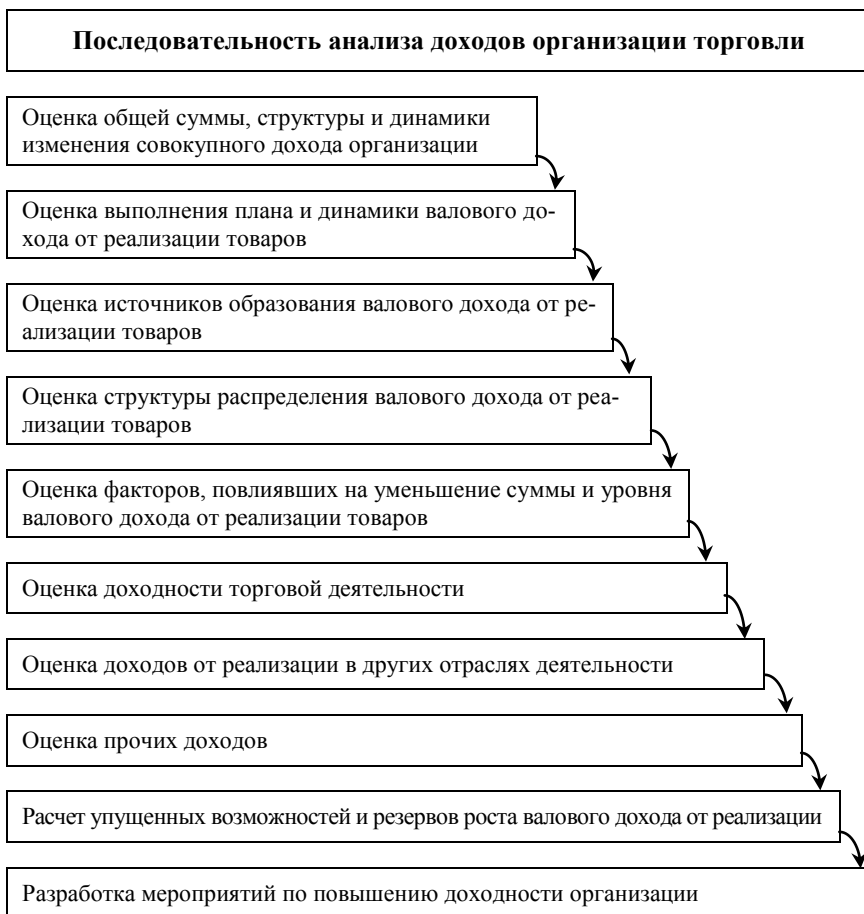 Последовательность анализа доходов организации торговли
Оценка общей суммы, структуры и динамики
изменения совокупного дохода организации
Оценка выполнения плана и динамики валового до-
хода от реализации товаров
Оценка источников образования валового дохода от ре-
ализации товаров
Оценка структуры распределения валового дохода от реа-
лизации товаров
Оценка факторов, повлиявших на уменьшение суммы и уровня
валового дохода от реализации товаров
Оценка доходности торговой деятельности
Оценка доходов от реализации в других отраслях деятельности
Оценка прочих доходов
Расчет упущенных возможностей и резервов роста валового дохода от реализации
Разработка мероприятий по повышению доходности организации